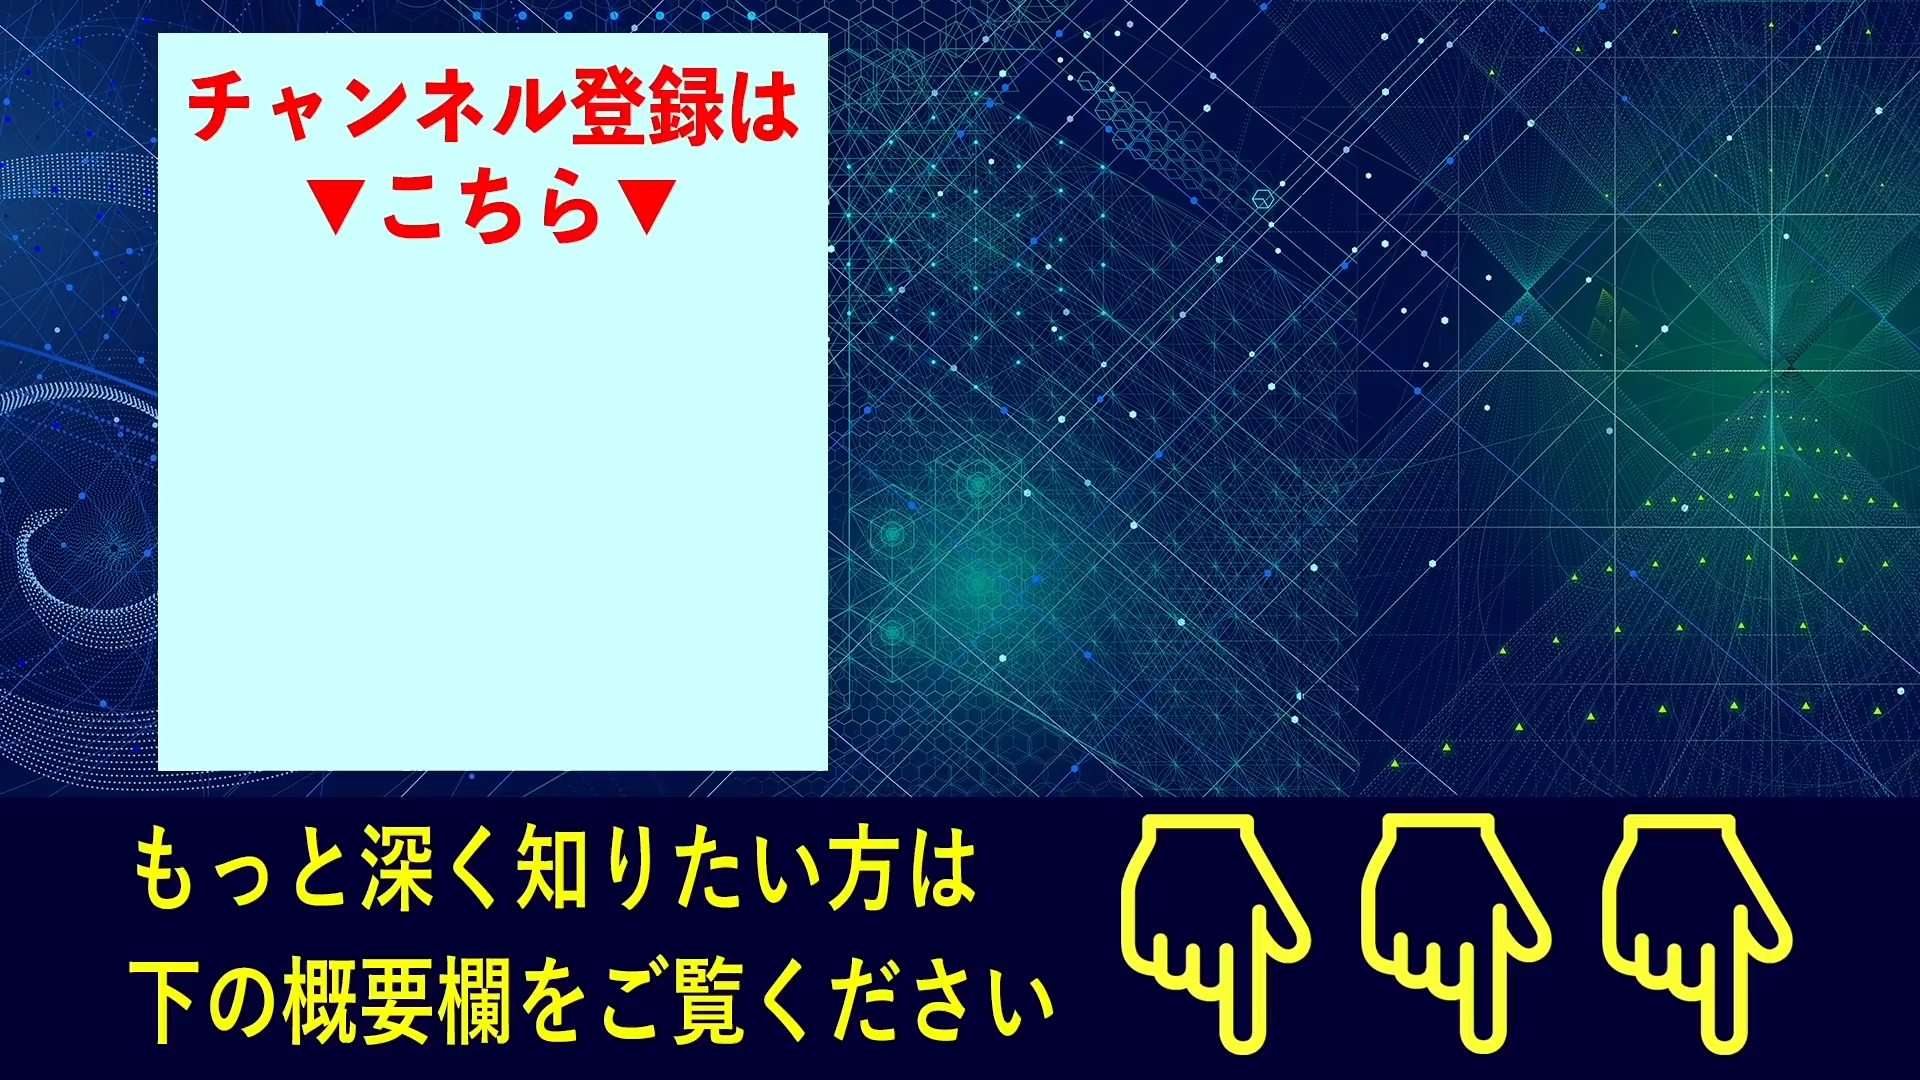 チャンネル登録は
▼こちら▼
もっと深く知りたい方は
下の概要欄をご覧ください